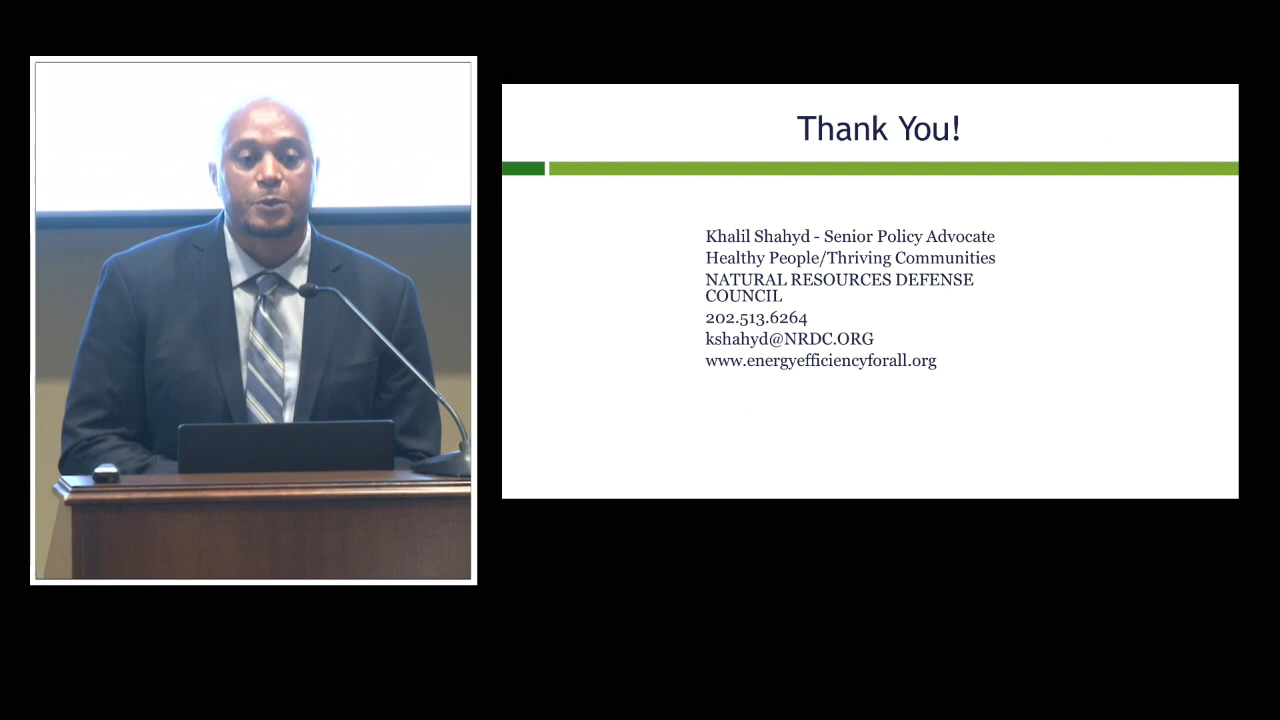 Thank You!
Khalil Shahyd - Senior Policy Advocate
Healthy People/Thriving Communities
NATURAL RESOURCES DEFENSE
COUNCIL
202.513.6264
kshahyd@NRDC.ORG
www.energyefficiencyforall.org